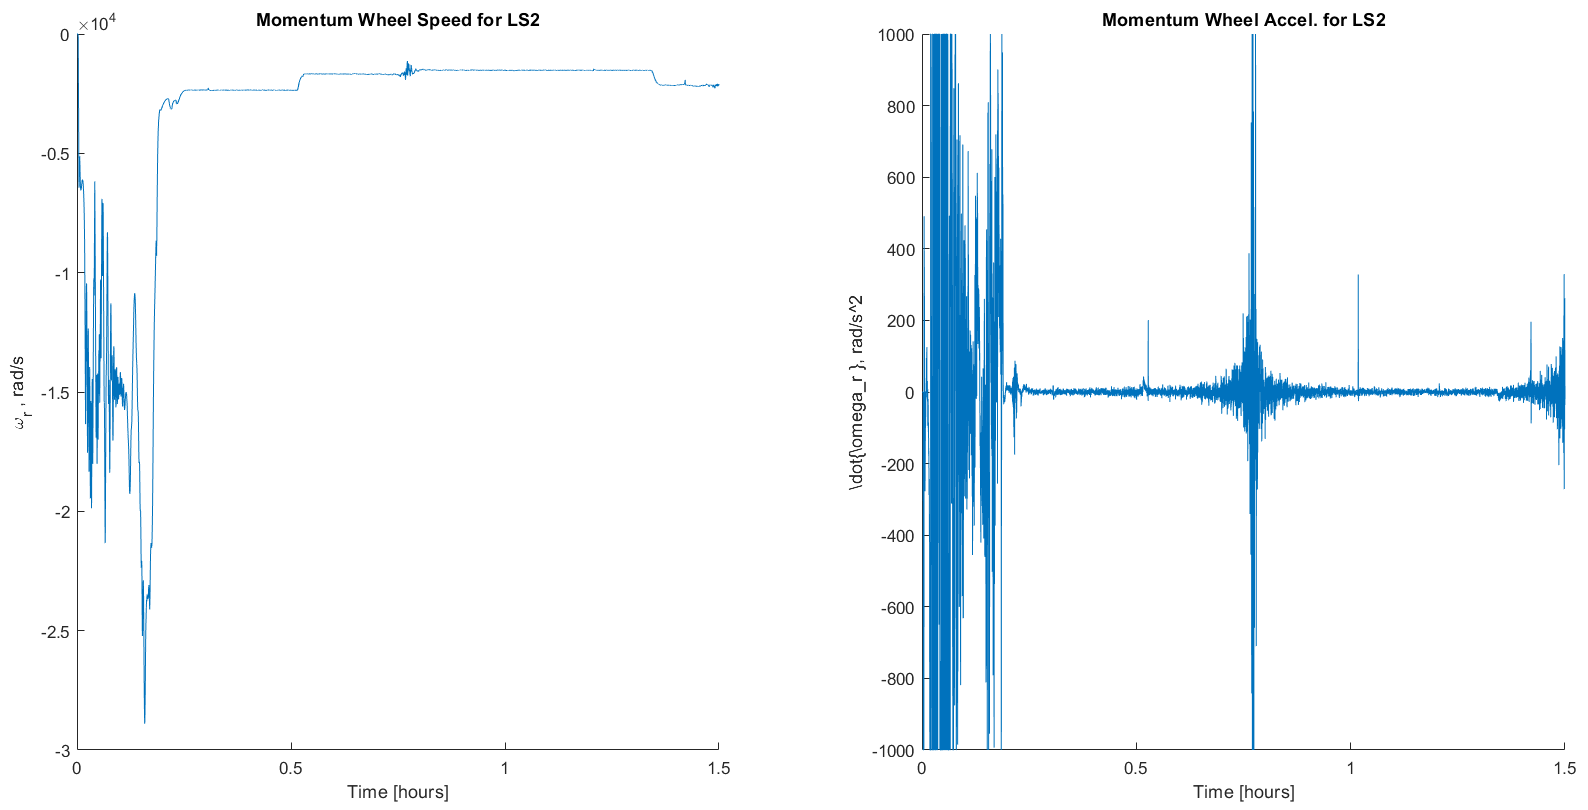 Momentum Wheel Speed for LS2
×10^4
0
-0.5
-1
-1.5
-2
-2.5
-3
ω_r , rad/s
0 0.5 1 1.5
Time [hours]
Momentum Wheel Accel. for LS2
1000
800
600
400
200
0
-200
-400
-600
-800
-1000
\dot{\omega_r }, rad/s^2
0 0.5 1 1.5
Time [hours]